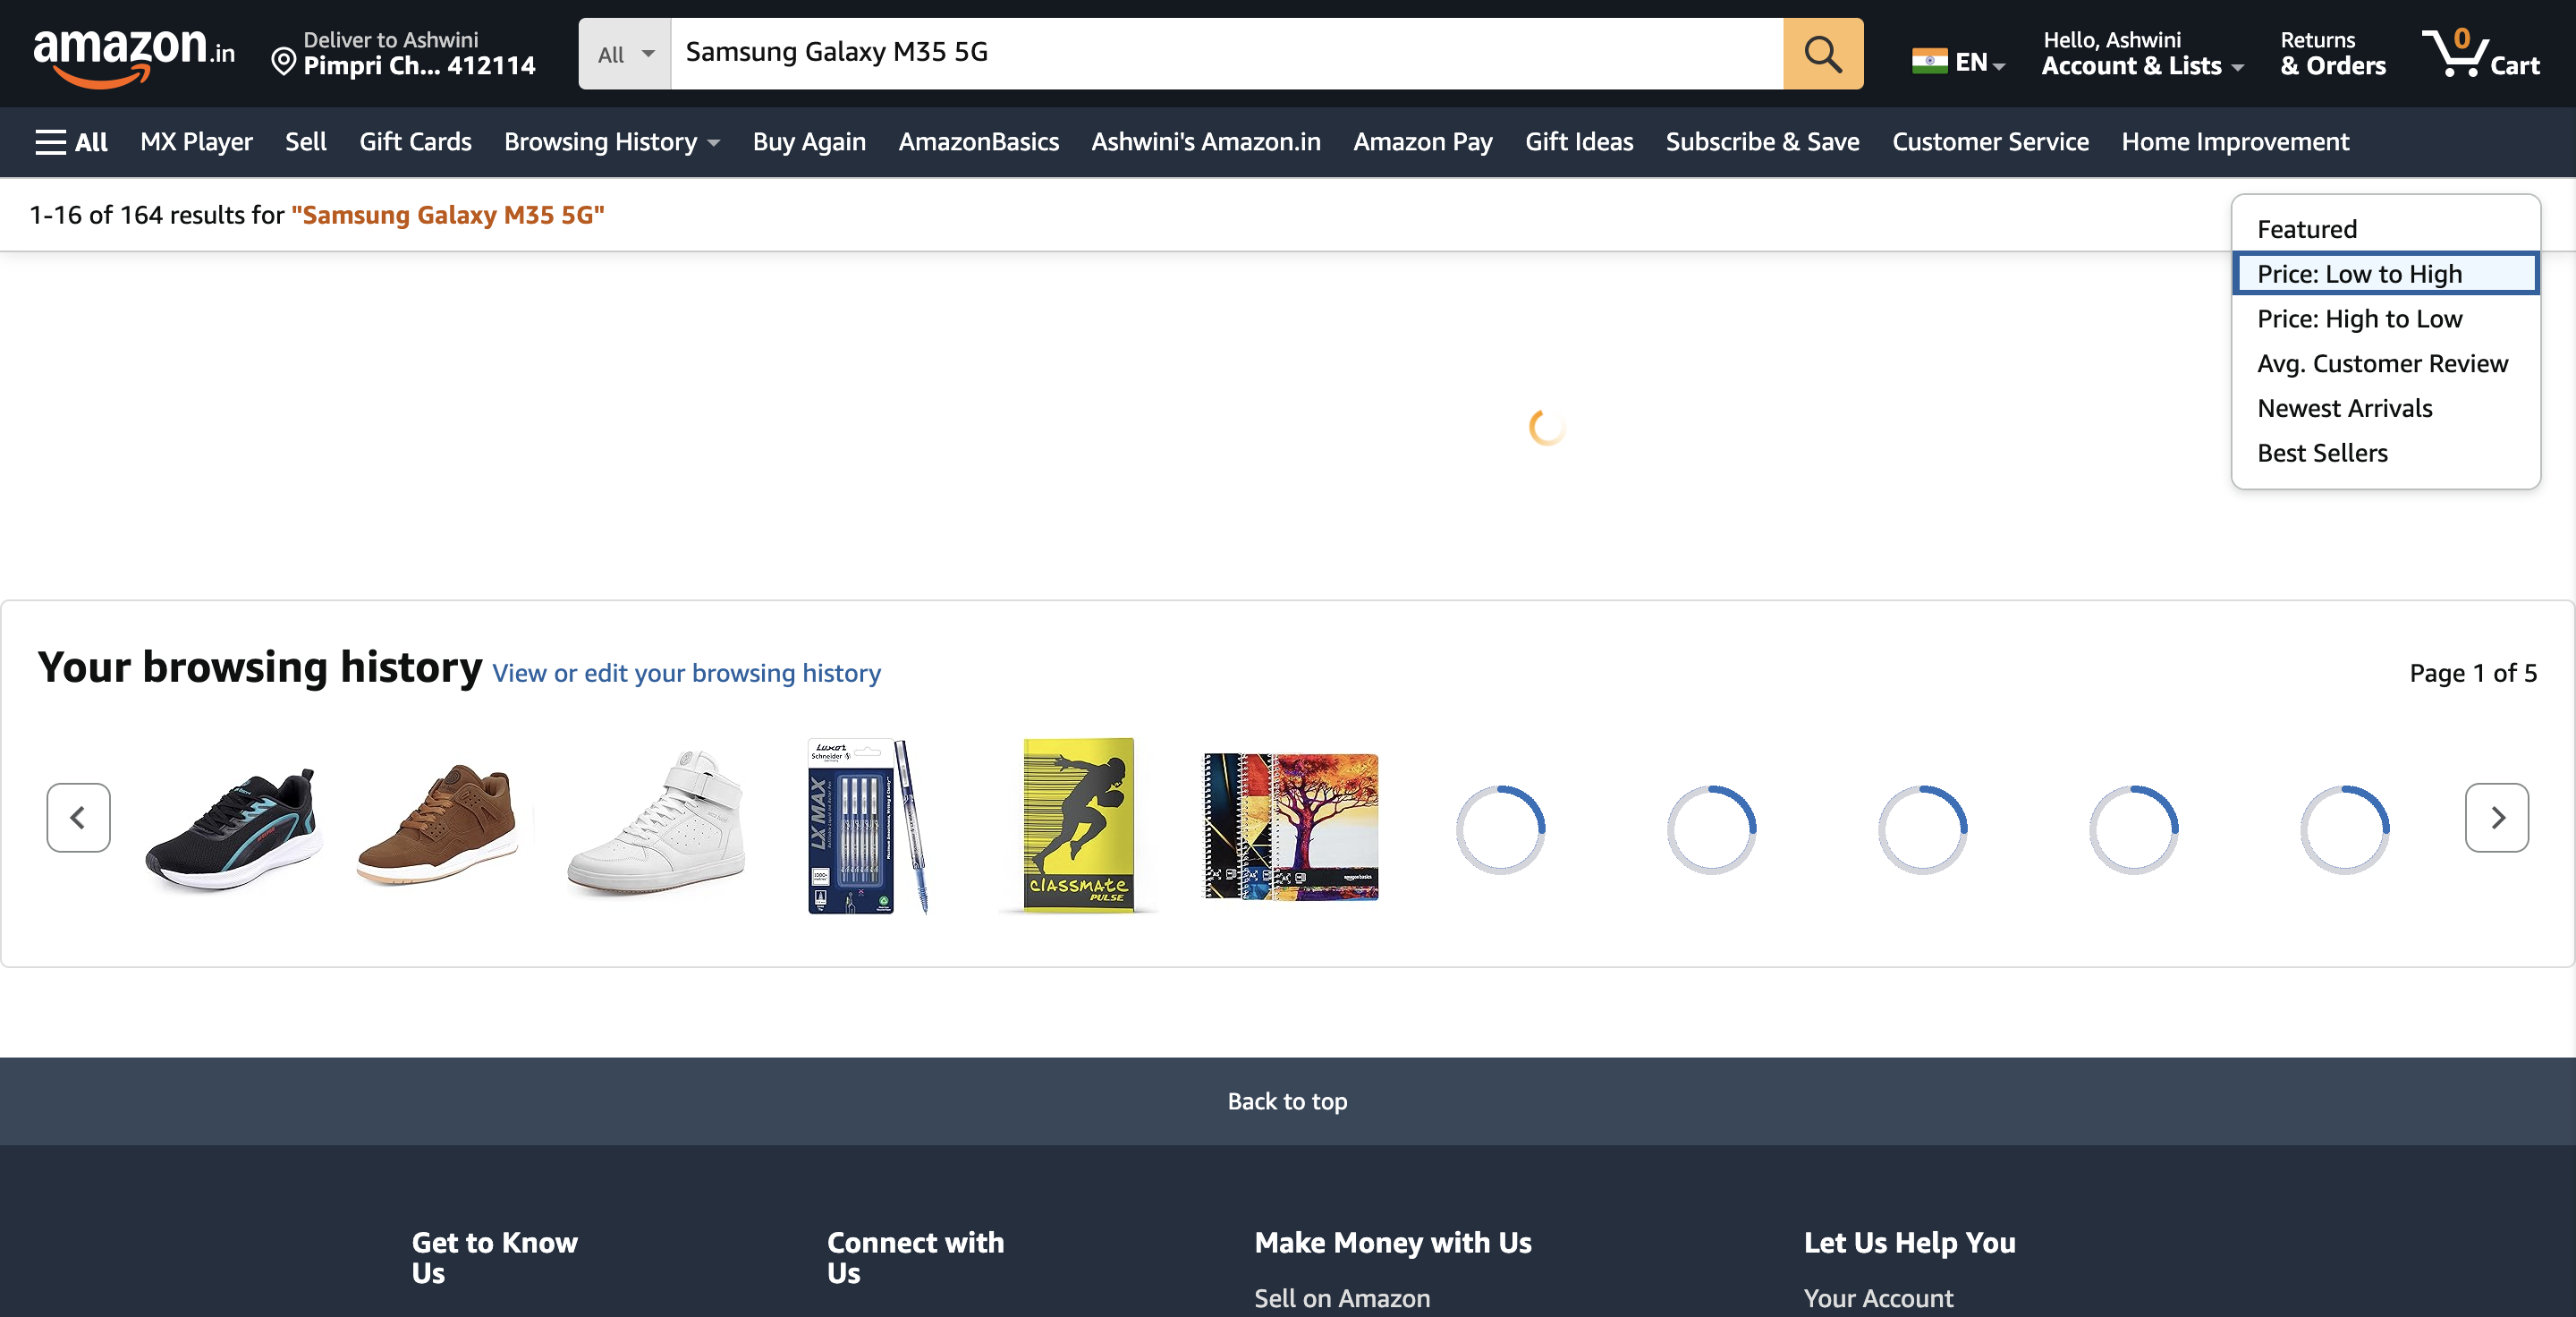 amazon.in
Deliver to Ashwini
Pimpri Ch... 412114
All
Samsung Galaxy M35 5G
EN
Hello, Ashwini
Account & Lists
Returns
& Orders
0
Cart
All
MX Player
Sell
Gift Cards
Browsing History
Buy Again
AmazonBasics
Ashwini's Amazon.in
Amazon Pay
Gift Ideas
Subscribe & Save
Customer Service
Home Improvement
1-16 of 164 results for "Samsung Galaxy M35 5G"
Featured
Price: Low to High
Price: High to Low
Avg. Customer Review
Newest Arrivals
Best Sellers
Your browsing history
View or edit your browsing history
Page 1 of 5
Luxor
Schneider
LX MAX
CLASSMATE
PULSE
Back to top
Get to Know
Us
Connect with
Us
Make Money with Us
Sell on Amazon
Let Us Help You
Your Account